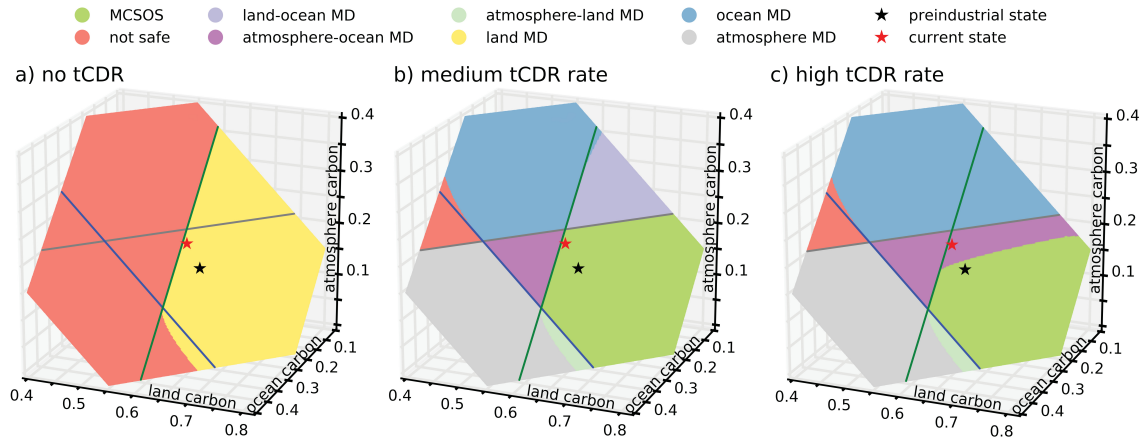 MCSOS land-ocean MD atmosphere-land MD ocean MD preindustrial state
not safe atmosphere-ocean MD land MD atmosphere MD current state
a) no tCDR
0.4
0.3
0.2
0.1
atmosphere carbon
0.1
0.2
0.3
0.4
ocean carbon
0.4
0.5
0.6
0.7
0.8
land carbon
b) medium tCDR rate
0.4
0.3
0.2
0.1
atmosphere carbon
0.1
0.2
0.3
0.4
ocean carbon
0.4
0.5
0.6
0.7
0.8
land carbon
c) high tCDR rate
0.4
0.3
0.2
0.1
atmosphere carbon
0.1
0.2
0.3
0.4
ocean carbon
0.4
0.5
0.6
0.7
0.8
land carbon